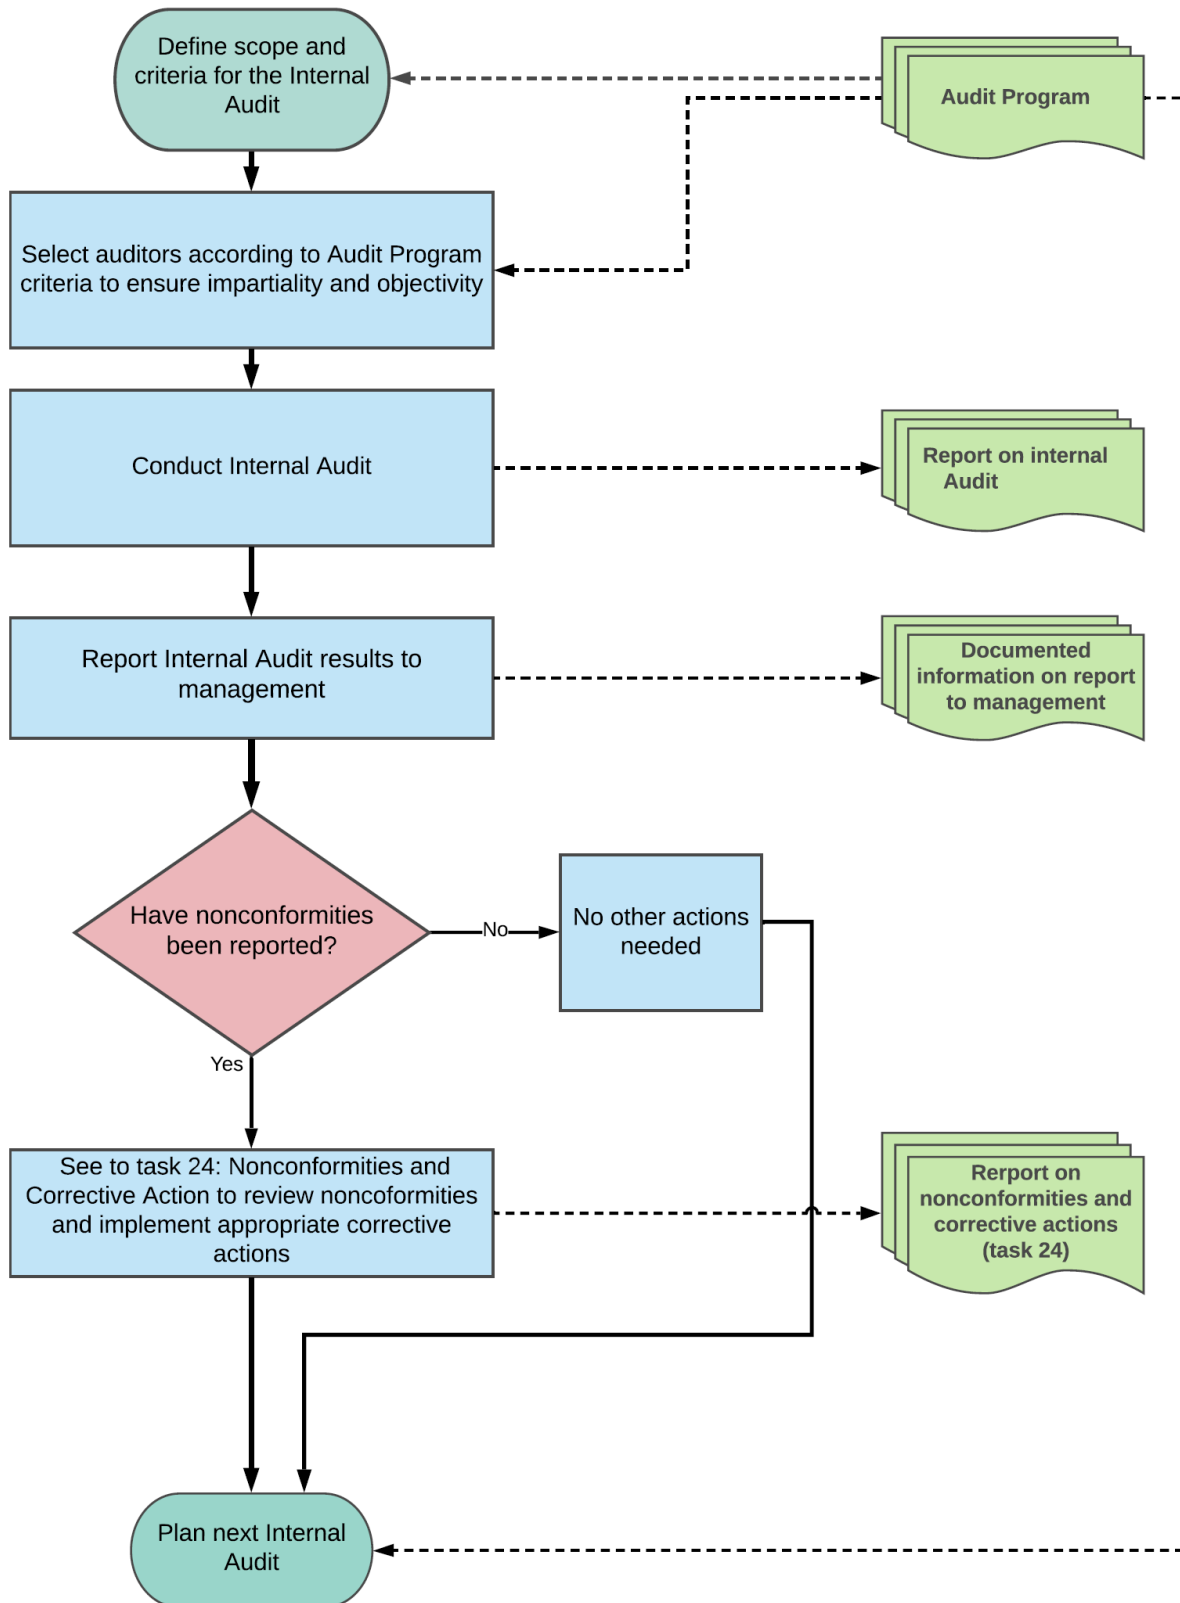 Define scope and
criteria for the Internal
Audit
Audit Program
Select auditors according to Audit Program
criteria to ensure impartiality and objectivity
Conduct Internal Audit
Report on internal
Audit
Report Internal Audit results to
management
Documented
information on report
to management
Have nonconformities
been reported?
No
No other actions
needed
Yes
See to task 24: Nonconformities and
Corrective Action to review noncoformities
and implement appropriate corrective
actions
Rerport on
nonconformities and
corrective actions
(task 24)
Plan next Internal
Audit